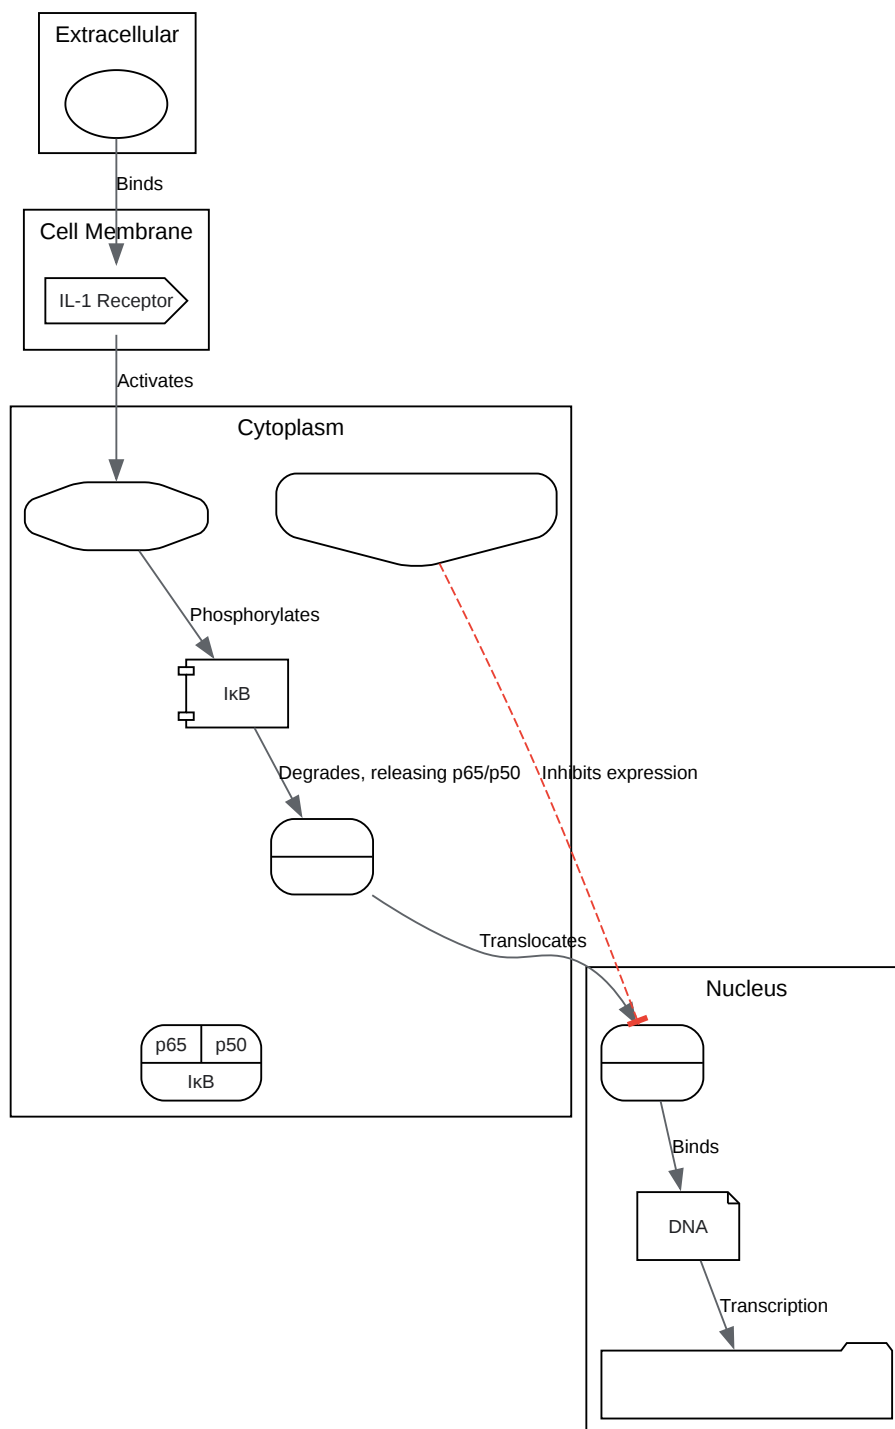 Extracellular
Binds
Cell Membrane
IL-1 Receptor
Activates
Cytoplasm
Phosphorylates
IκB
Degrades, releasing p65/p50
Inhibits expression
Translocates
Nucleus
p65
p50
IκB
Binds
DNA
Transcription